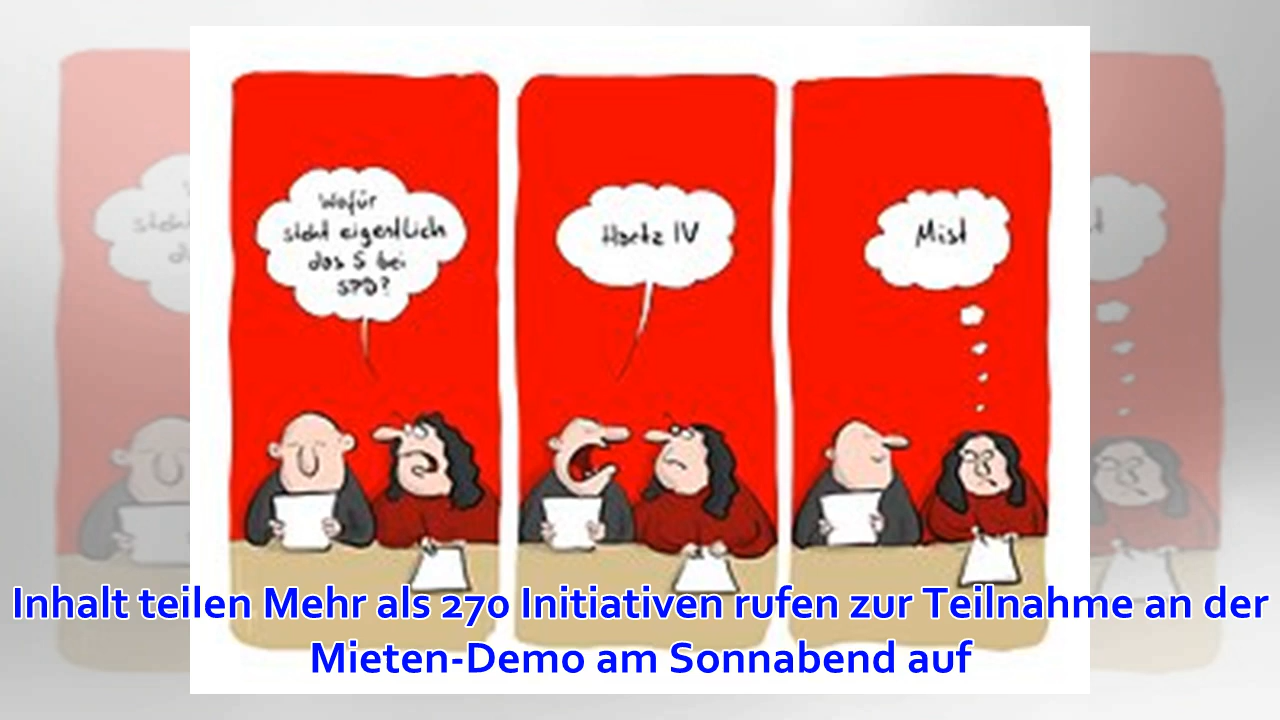 Wofür
steht eigentlich
das S bei
SPD?
Hartz IV
Mist
Inhalt teilen Mehr als 270 Initiativen rufen zur Teilnahme an der
Mieten-Demo am Sonnabend auf